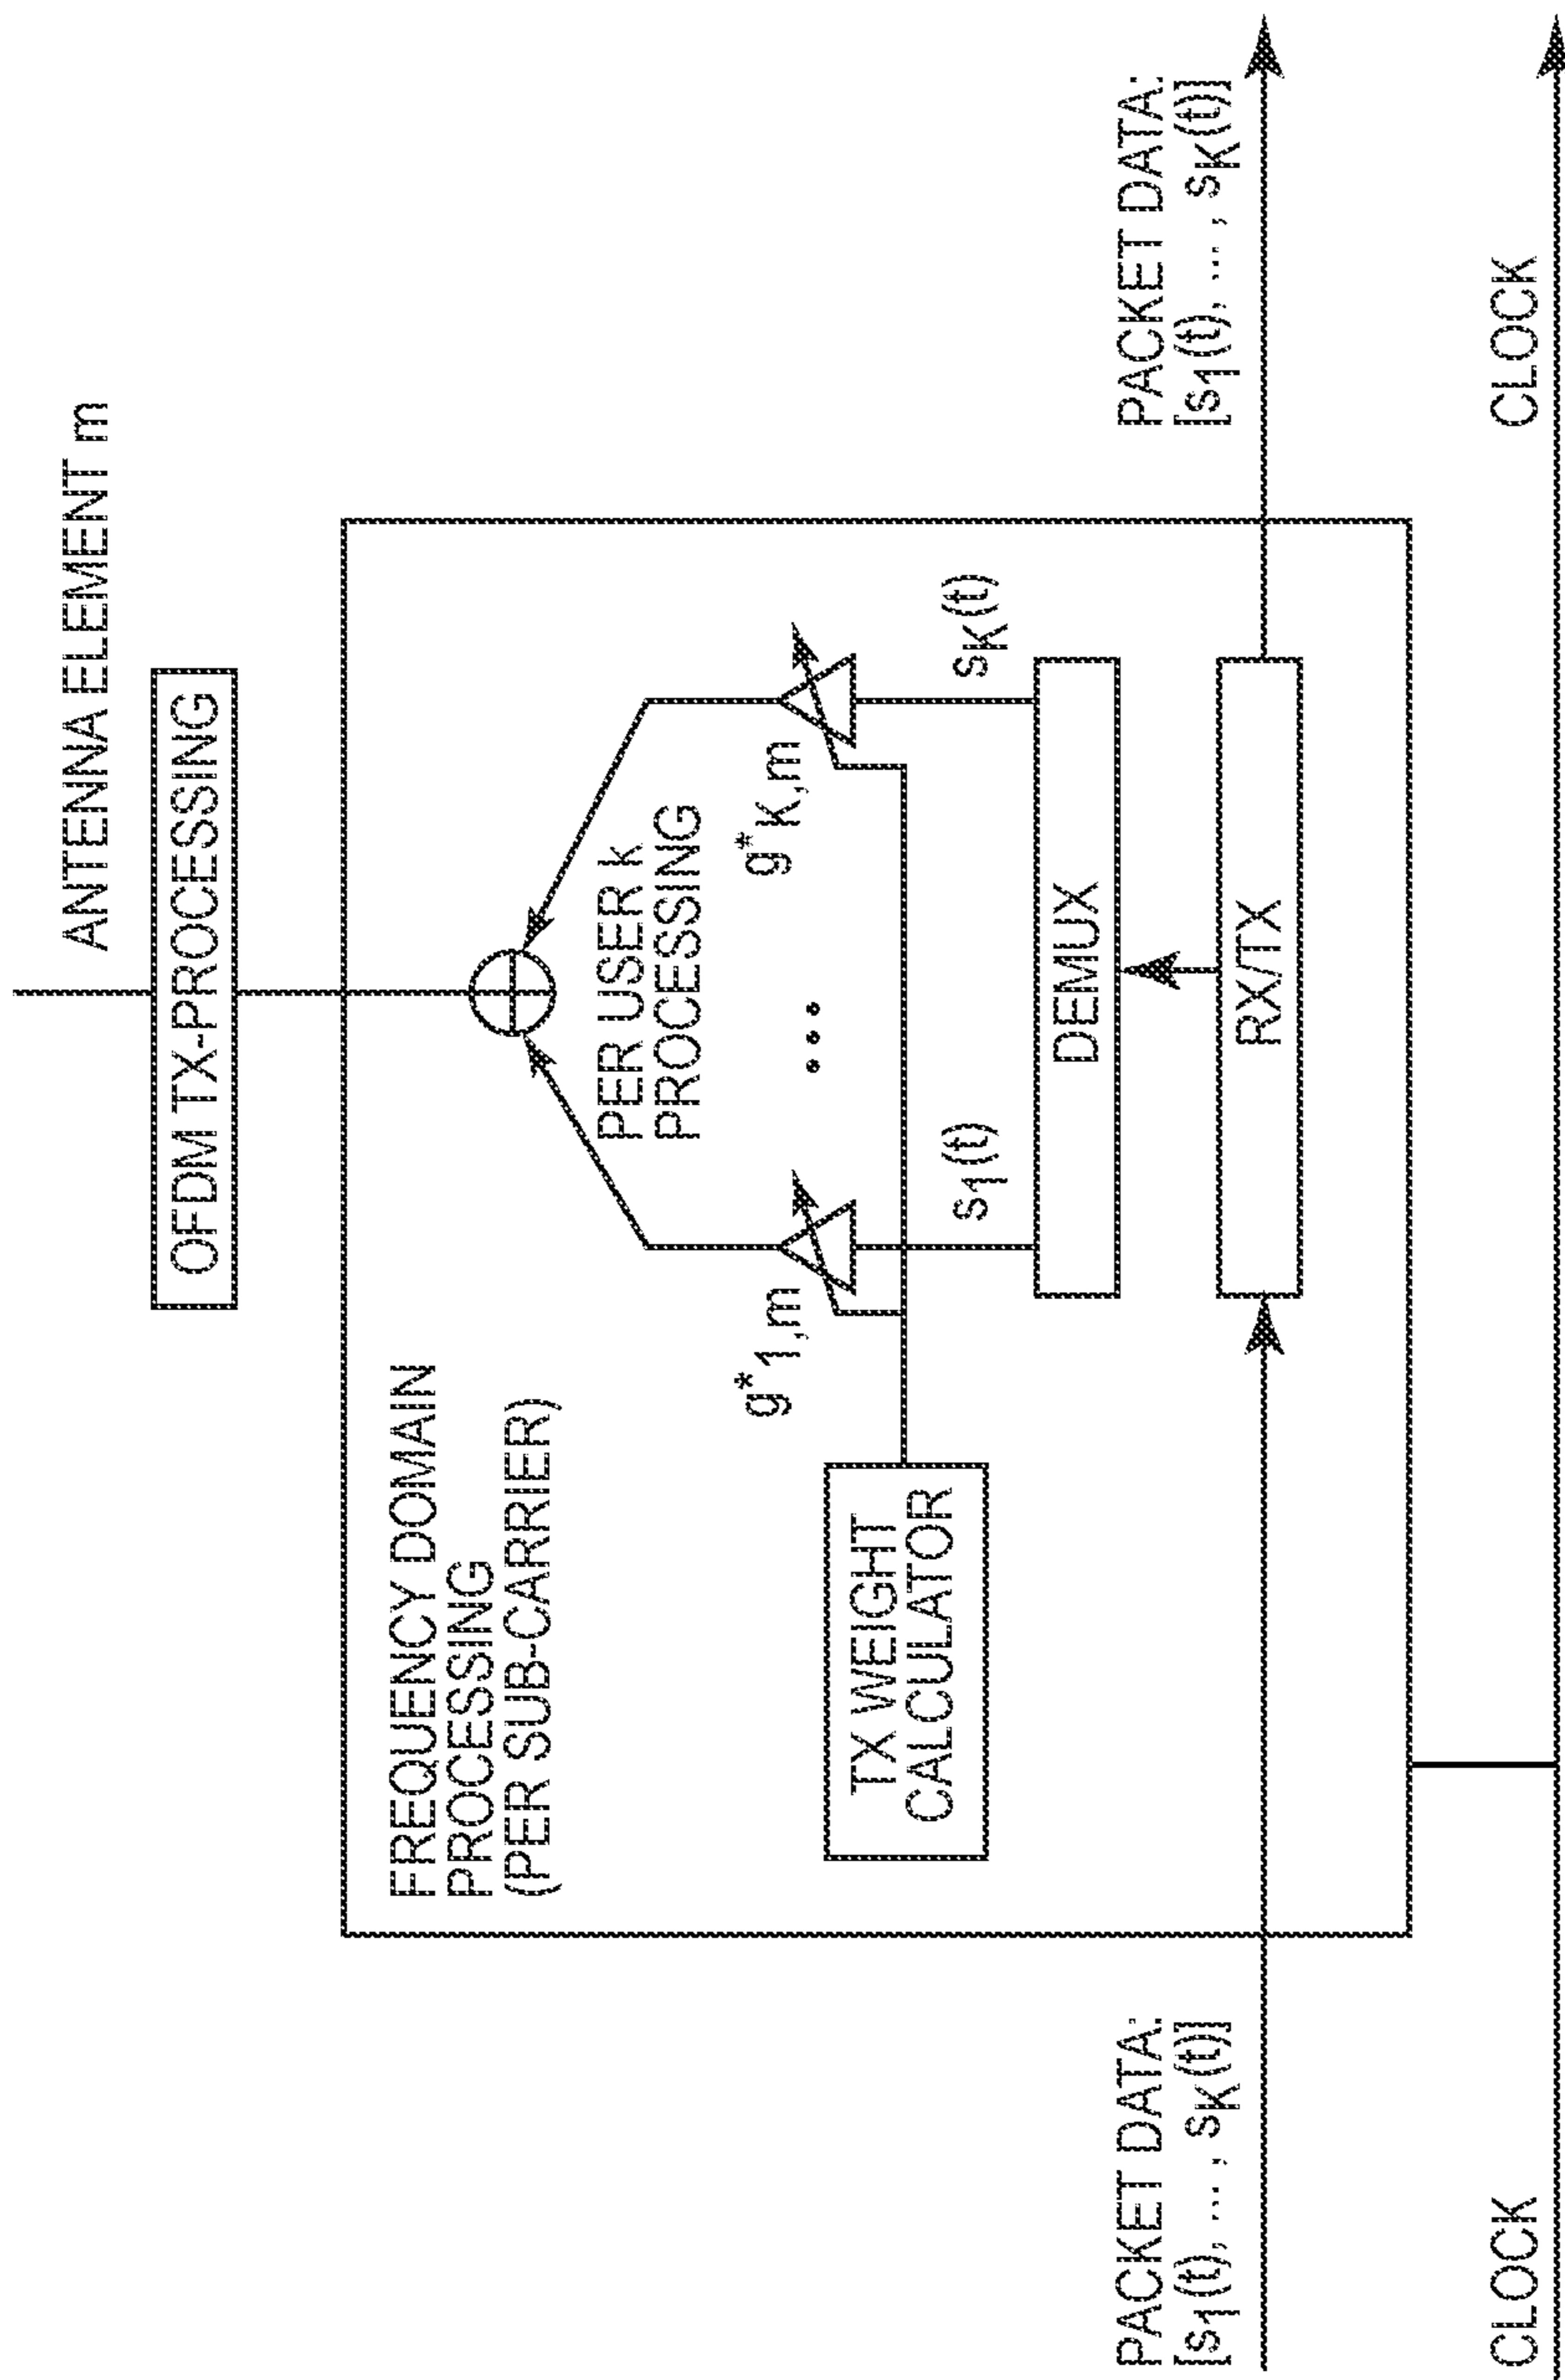 ANTENNA ELEMENT m
OFDM TX-PROCESSING
FREQUENCY DOMAIN
PROCESSING
(PER SUB-CARRIER)
PER USER k
PROCESSING
g*1,m
...
g*K,m
TX WEIGHT
CALCULATOR
s1(t)
sK(t)
DEMUX
RX/TX
PACKET DATA:
[s1(t), ... , sK(t)]
PACKET DATA:
[s1(t), ... , sK(t)]
CLOCK
CLOCK